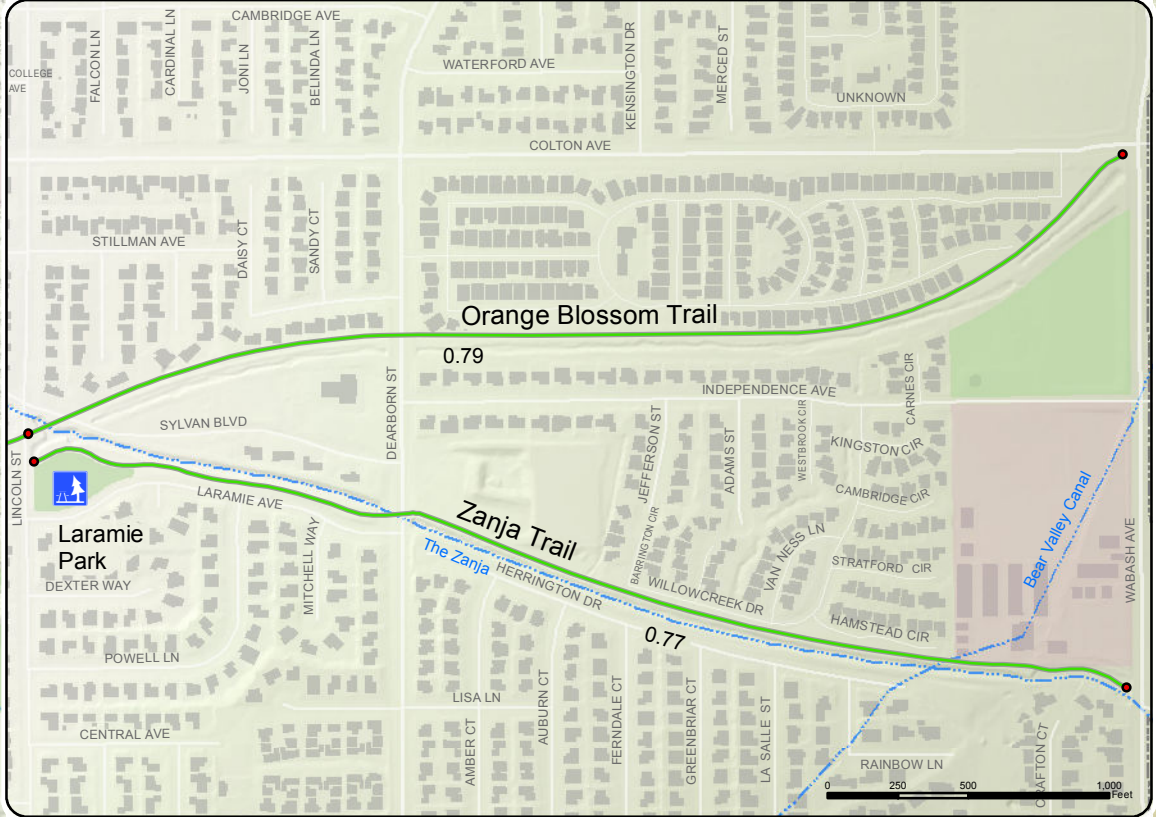 CAMBRIDGE AVE
FALCON LN
CARDINAL LN
JONI LN
BELINDA LN
COLLEGE
AVE
WATERFORD AVE
KENSINGTON DR
MERCED ST
UNKNOWN
COLTON AVE
STILLMAN AVE
DAISY CT
SANDY CT
Orange Blossom Trail
0.79
DEARBORN ST
INDEPENDENCE AVE
CARNES CIR
SYLVAN BLVD
JEFFERSON ST
ADAMS ST
WESTBROOK CIR
KINGSTON CIR
LINCOLN ST
LARAMIE AVE
CAMBRIDGE CIR
Bear Valley Canal
WABASH AVE
Laramie
Park
MITCHELL WAY
Zanja Trail
The Zanja
HERRINGTON DR
BARRINGTON CIR
WILLOWCREEK DR
VAN NESS LN
STRATFORD CIR
HAMSTEAD CIR
DEXTER WAY
0.77
POWELL LN
LISA LN
AUBURN CT
AMBER CT
FERNDALE CT
GREENBRIAR CT
LA SALLE ST
CENTRAL AVE
RAINBOW LN
CRAFTON CT
0 250 500 1,000
Feet